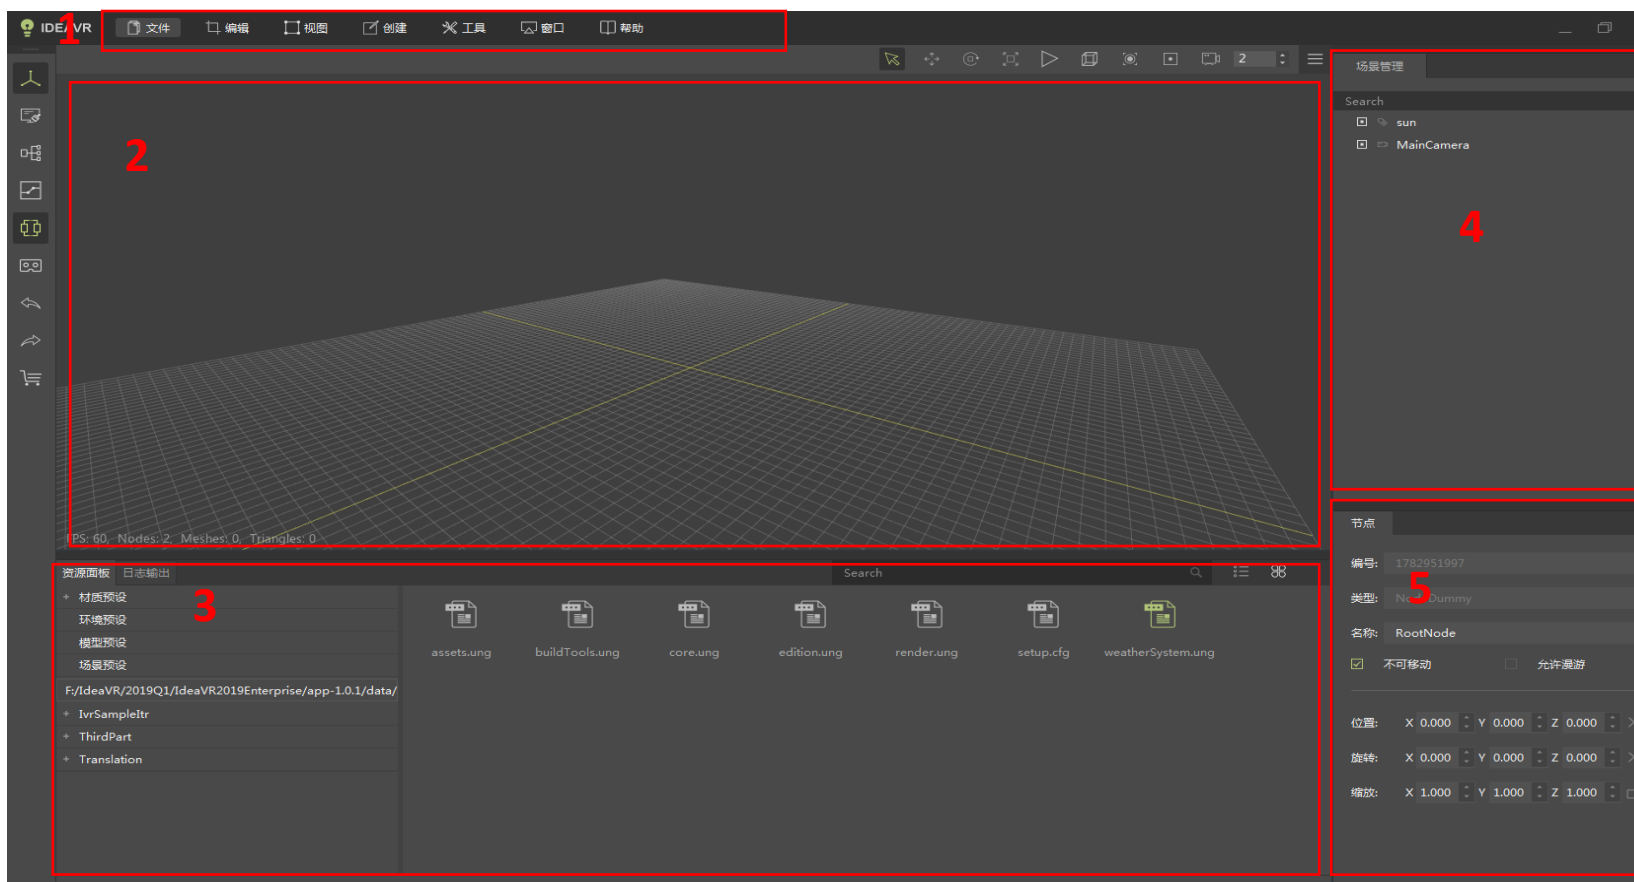 IDEAVR 1 文件 编辑 视图 创建 工具 窗口 帮助
2
场景管理
Search
sun
MainCamera
2
4
FPS: 60, Nodes: 2, Meshes: 0, Triangles: 0
资源面板 日志输出 Search
材质预设
环境预设
模型预设
场景预设
F:/IdeaVR/2019Q1/IdeaVR2019Enterprise/app-1.0.1/data/
IvrSampleItr
ThirdPart
Translation
3
assets.ung buildTools.ung core.ung edition.ung render.ung setup.cfg weatherSystem.ung
节点
编号: 1782951997
类型: NodeDummy
5
名称: RootNode
不可移动 允许漫游
位置: X 0.000 Y 0.000 Z 0.000
旋转: X 0.000 Y 0.000 Z 0.000
缩放: X 1.000 Y 1.000 Z 1.000